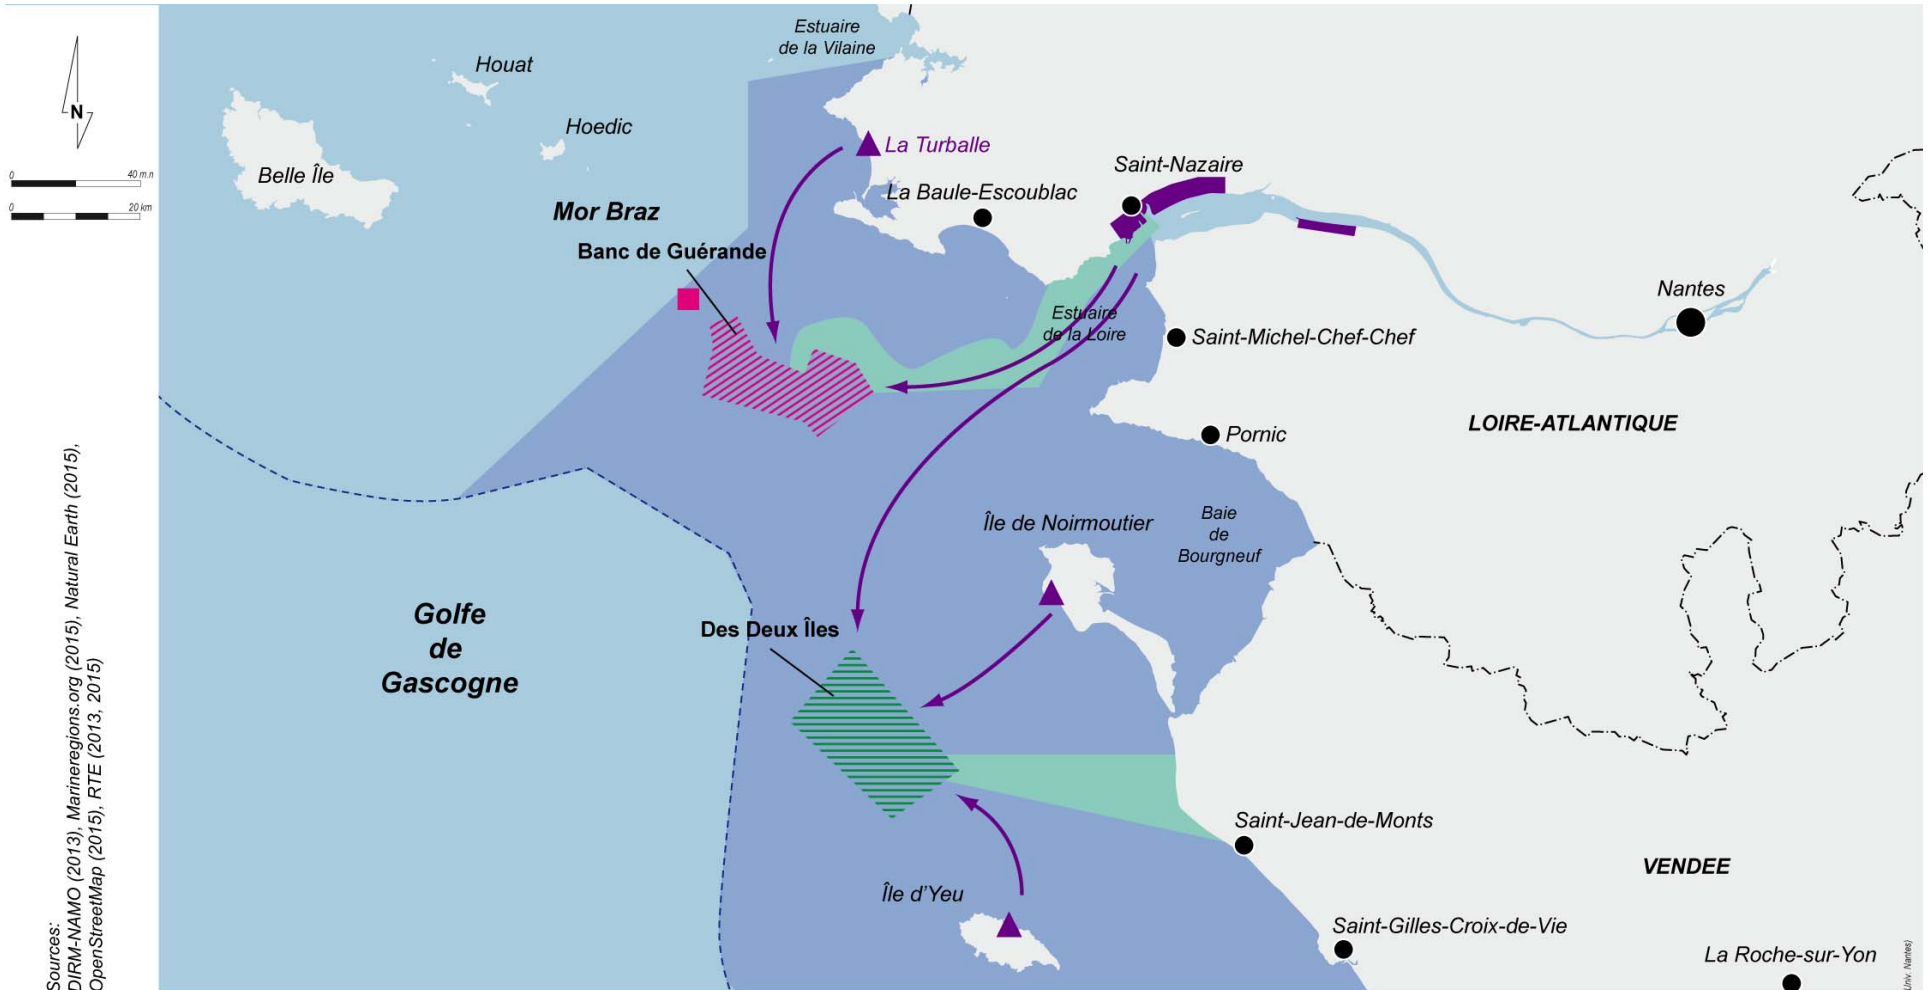 N
0 40 m.n
0 20 km
Estuaire
de la Vilaine
Houat
Hoedic
Belle Île
La Turballe
Saint-Nazaire
La Baule-Escoublac
Mor Braz
Banc de Guérande
Nantes
Estuaire
de la Loire
Saint-Michel-Chef-Chef
LOIRE-ATLANTIQUE
Pornic
Île de Noirmoutier
Baie
de
Bourgneuf
Golfe
de
Gascogne
Des Deux Îles
Saint-Jean-de-Monts
VENDEE
Île d'Yeu
Saint-Gilles-Croix-de-Vie
La Roche-sur-Yon
Sources:
DIRM-NAMO (2013), Marineregions.org (2015), Natural Earth (2015),
OpenStreetMap (2015), RTE (2013, 2015)
Univ. Nantes)